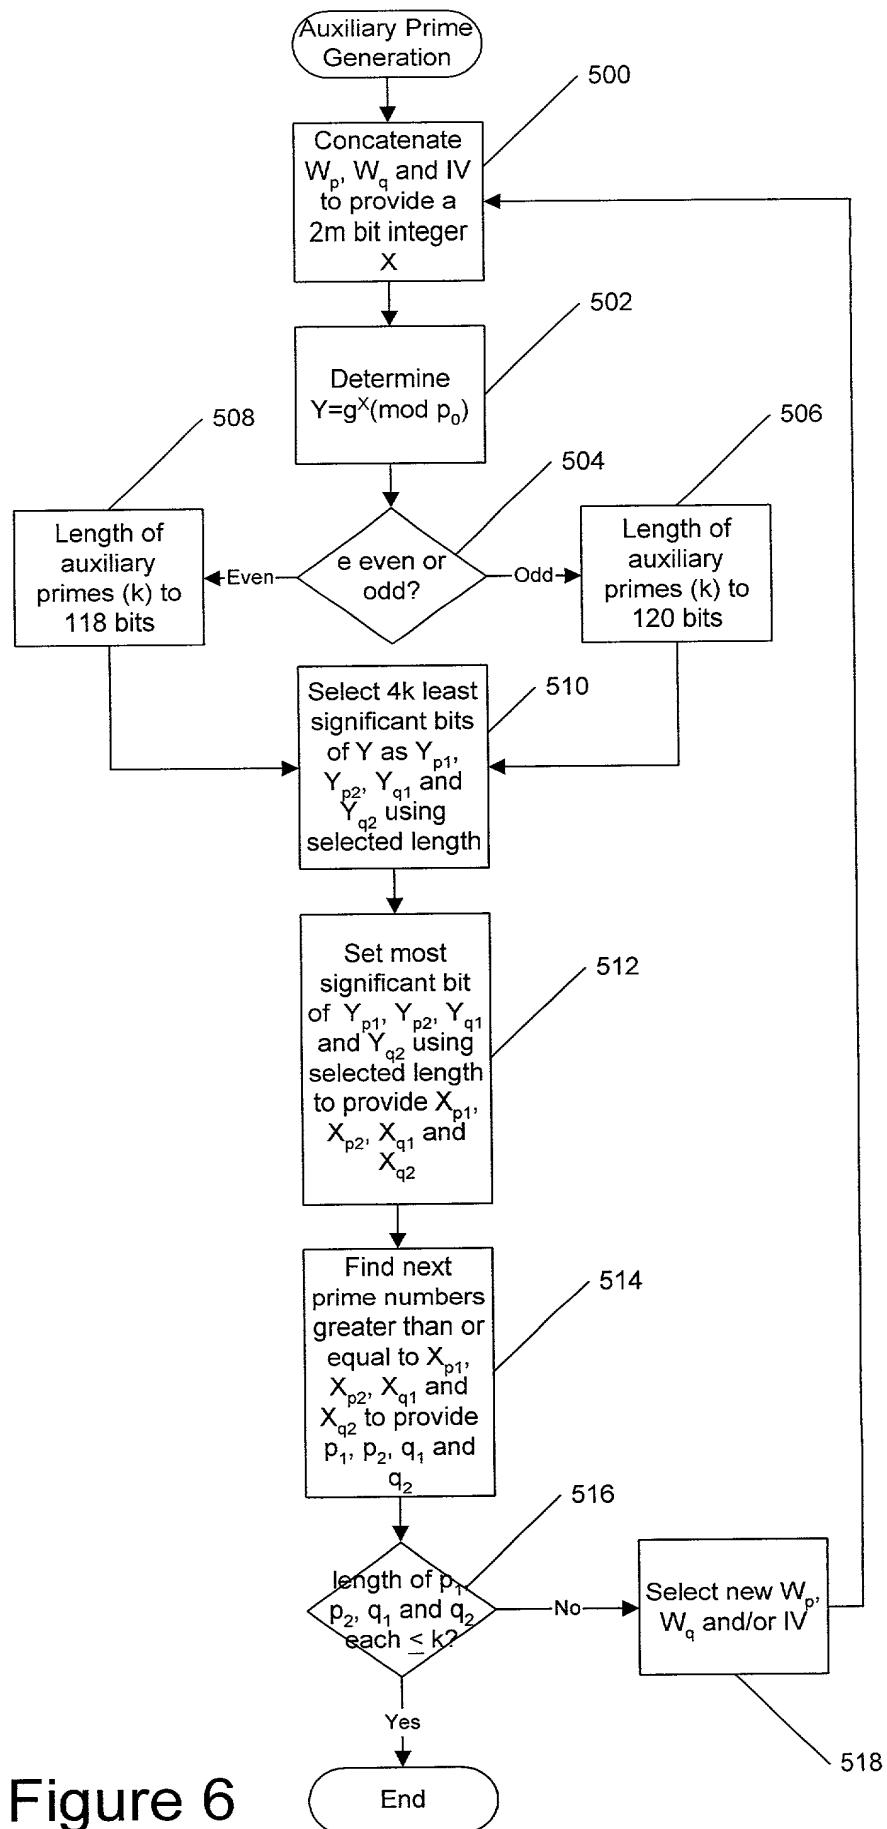 Auxiliary Prime
Generation
500
Concatenate
Wp, Wq and IV
to provide a
2m bit integer
X
502
Determine
Y=g^X(mod p0)
508
506
504
Length of
auxiliary
primes (k) to
118 bits
Even
e even or
odd?
Odd
Length of
auxiliary
primes (k) to
120 bits
510
Select 4k least
significant bits
of Y as Yp1,
Yp2, Yq1 and
Yq2 using
selected length
512
Set most
significant bit
of Yp1, Yp2, Yq1
and Yq2 using
selected length
to provide Xp1,
Xp2, Xq1 and
Xq2
514
Find next
prime numbers
greater than or
equal to Xp1,
Xp2, Xq1 and
Xq2 to provide
p1, p2, q1 and
q2
516
length of p1,
p2, q1 and q2
each ≤ k?
No
Select new Wp,
Wq and/or IV
518
Yes
End
Figure 6